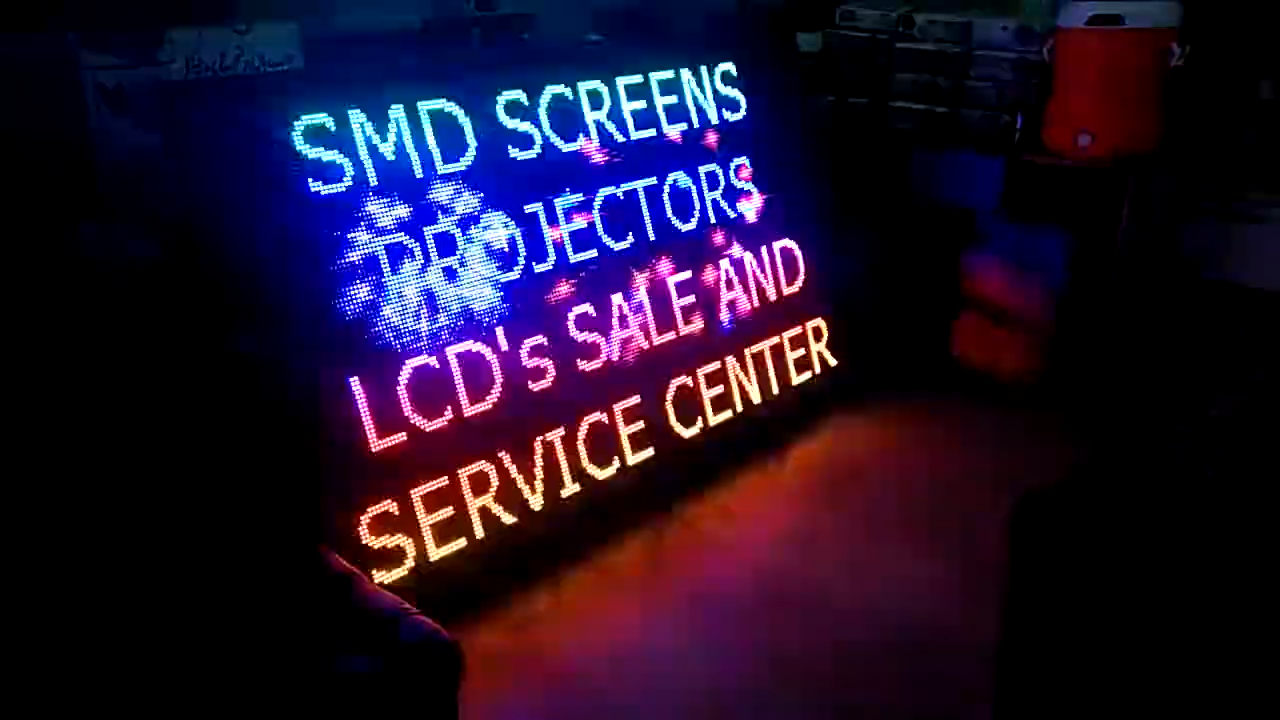 SMD SCREENS
PROJECTORS
LCD's SALE AND
SERVICE CENTER